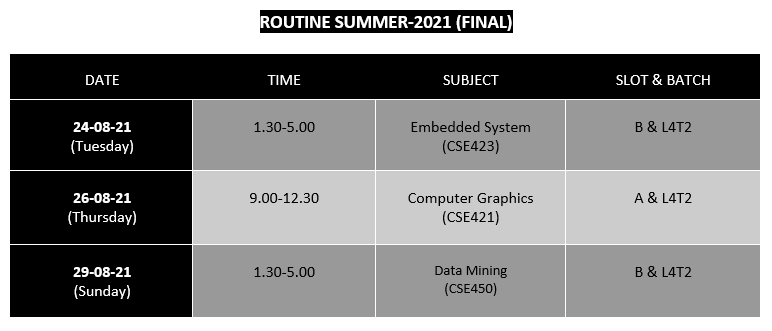 ROUTINE SUMMER-2021 (FINAL)
DATE TIME SUBJECT SLOT & BATCH
24-08-21 1.30-5.00 Embedded System B & L4T2
(Tuesday) (CSE423)
26-08-21 9.00-12.30 Computer Graphics A & L4T2
(Thursday) (CSE421)
29-08-21 1.30-5.00 Data Mining B & L4T2
(Sunday) (CSE450)